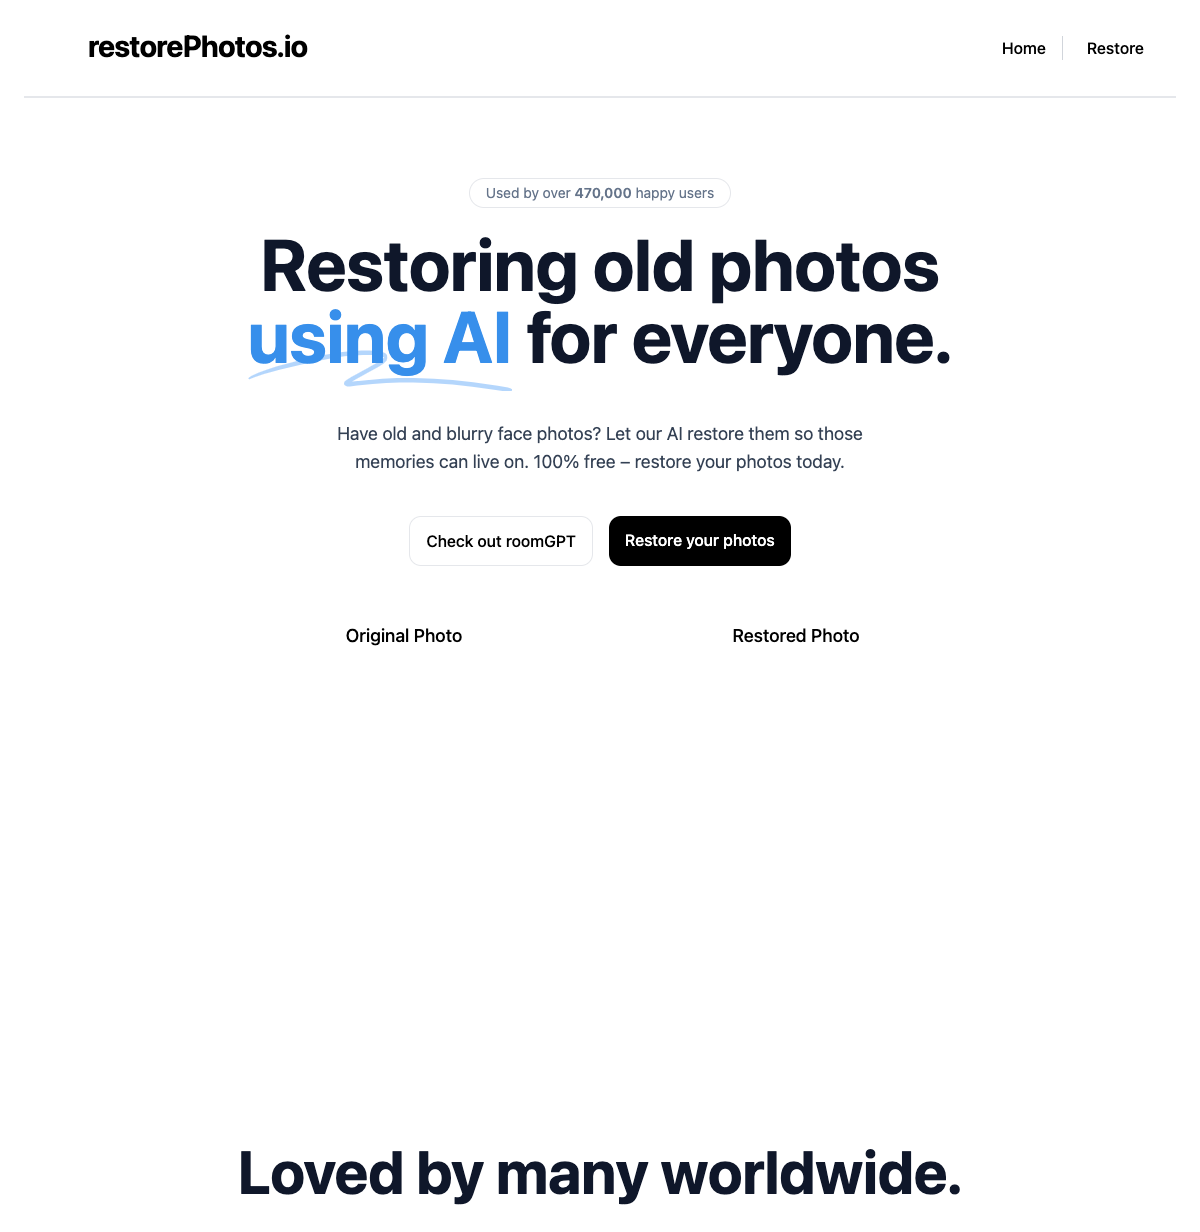 restorePhotos.io
Home
Restore
Used by over 470,000 happy users
Restoring old photos
using AI for everyone.
Have old and blurry face photos? Let our AI restore them so those
memories can live on. 100% free – restore your photos today.
Check out roomGPT
Restore your photos
Original Photo
Restored Photo
Loved by many worldwide.